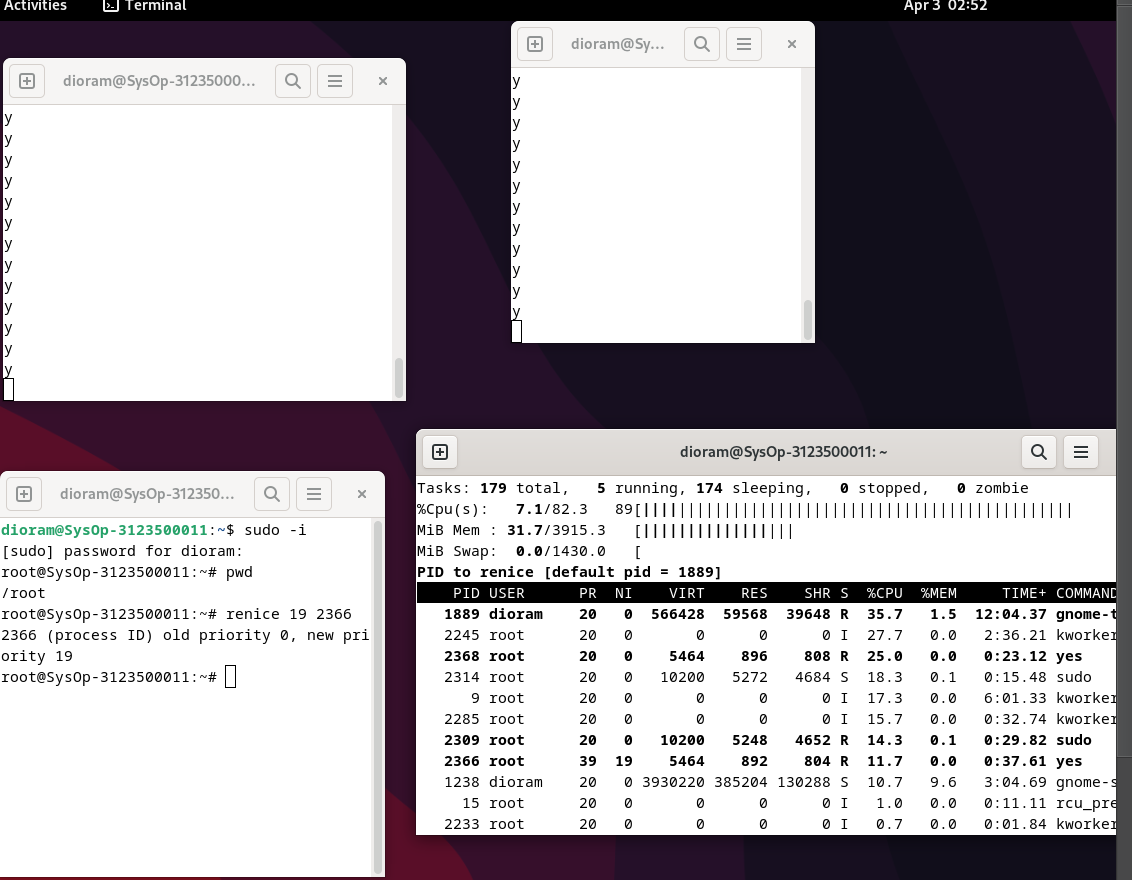 Activities Terminal Apr 3 02:52
dioram@SysOp-31235000...
y
y
y
y
y
y
y
y
y
y
y
y
y
dioram@Sy...
y
y
y
y
y
y
y
y
y
y
y
y
dioram@SysOp-312350...
dioram@SysOp-3123500011:~$ sudo -i
[sudo] password for dioram:
root@SysOp-3123500011:~# pwd
/root
root@SysOp-3123500011:~# renice 19 2366
2366 (process ID) old priority 0, new pri
ority 19
root@SysOp-3123500011:~#
dioram@SysOp-3123500011: ~
Tasks: 179 total, 5 running, 174 sleeping, 0 stopped, 0 zombie
%Cpu(s): 7.1/82.3 89[||||||||||||||||||||||||||||||||||||||||||||||||
MiB Mem : 31.7/3915.3 [|||||||||||||||||
MiB Swap: 0.0/1430.0 [
PID to renice [default pid = 1889]
PID USER PR NI VIRT RES SHR S %CPU %MEM TIME+ COMMAND
1889 dioram 20 0 566428 59568 39648 R 35.7 1.5 12:04.37 gnome-t
2245 root 20 0 0 0 0 I 27.7 0.0 2:36.21 kworker
2368 root 20 0 5464 896 808 R 25.0 0.0 0:23.12 yes
2314 root 20 0 10200 5272 4684 S 18.3 0.1 0:15.48 sudo
9 root 20 0 0 0 0 I 17.3 0.0 6:01.33 kworker
2285 root 20 0 0 0 0 I 15.7 0.0 0:32.74 kworker
2309 root 20 0 10200 5248 4652 R 14.3 0.1 0:29.82 sudo
2366 root 39 19 5464 892 804 R 11.7 0.0 0:37.61 yes
1238 dioram 20 0 3930220 385204 130288 S 10.7 9.6 3:04.69 gnome-s
15 root 20 0 0 0 0 I 1.0 0.0 0:11.11 rcu_pre
2233 root 20 0 0 0 0 I 0.7 0.0 0:01.84 kworker